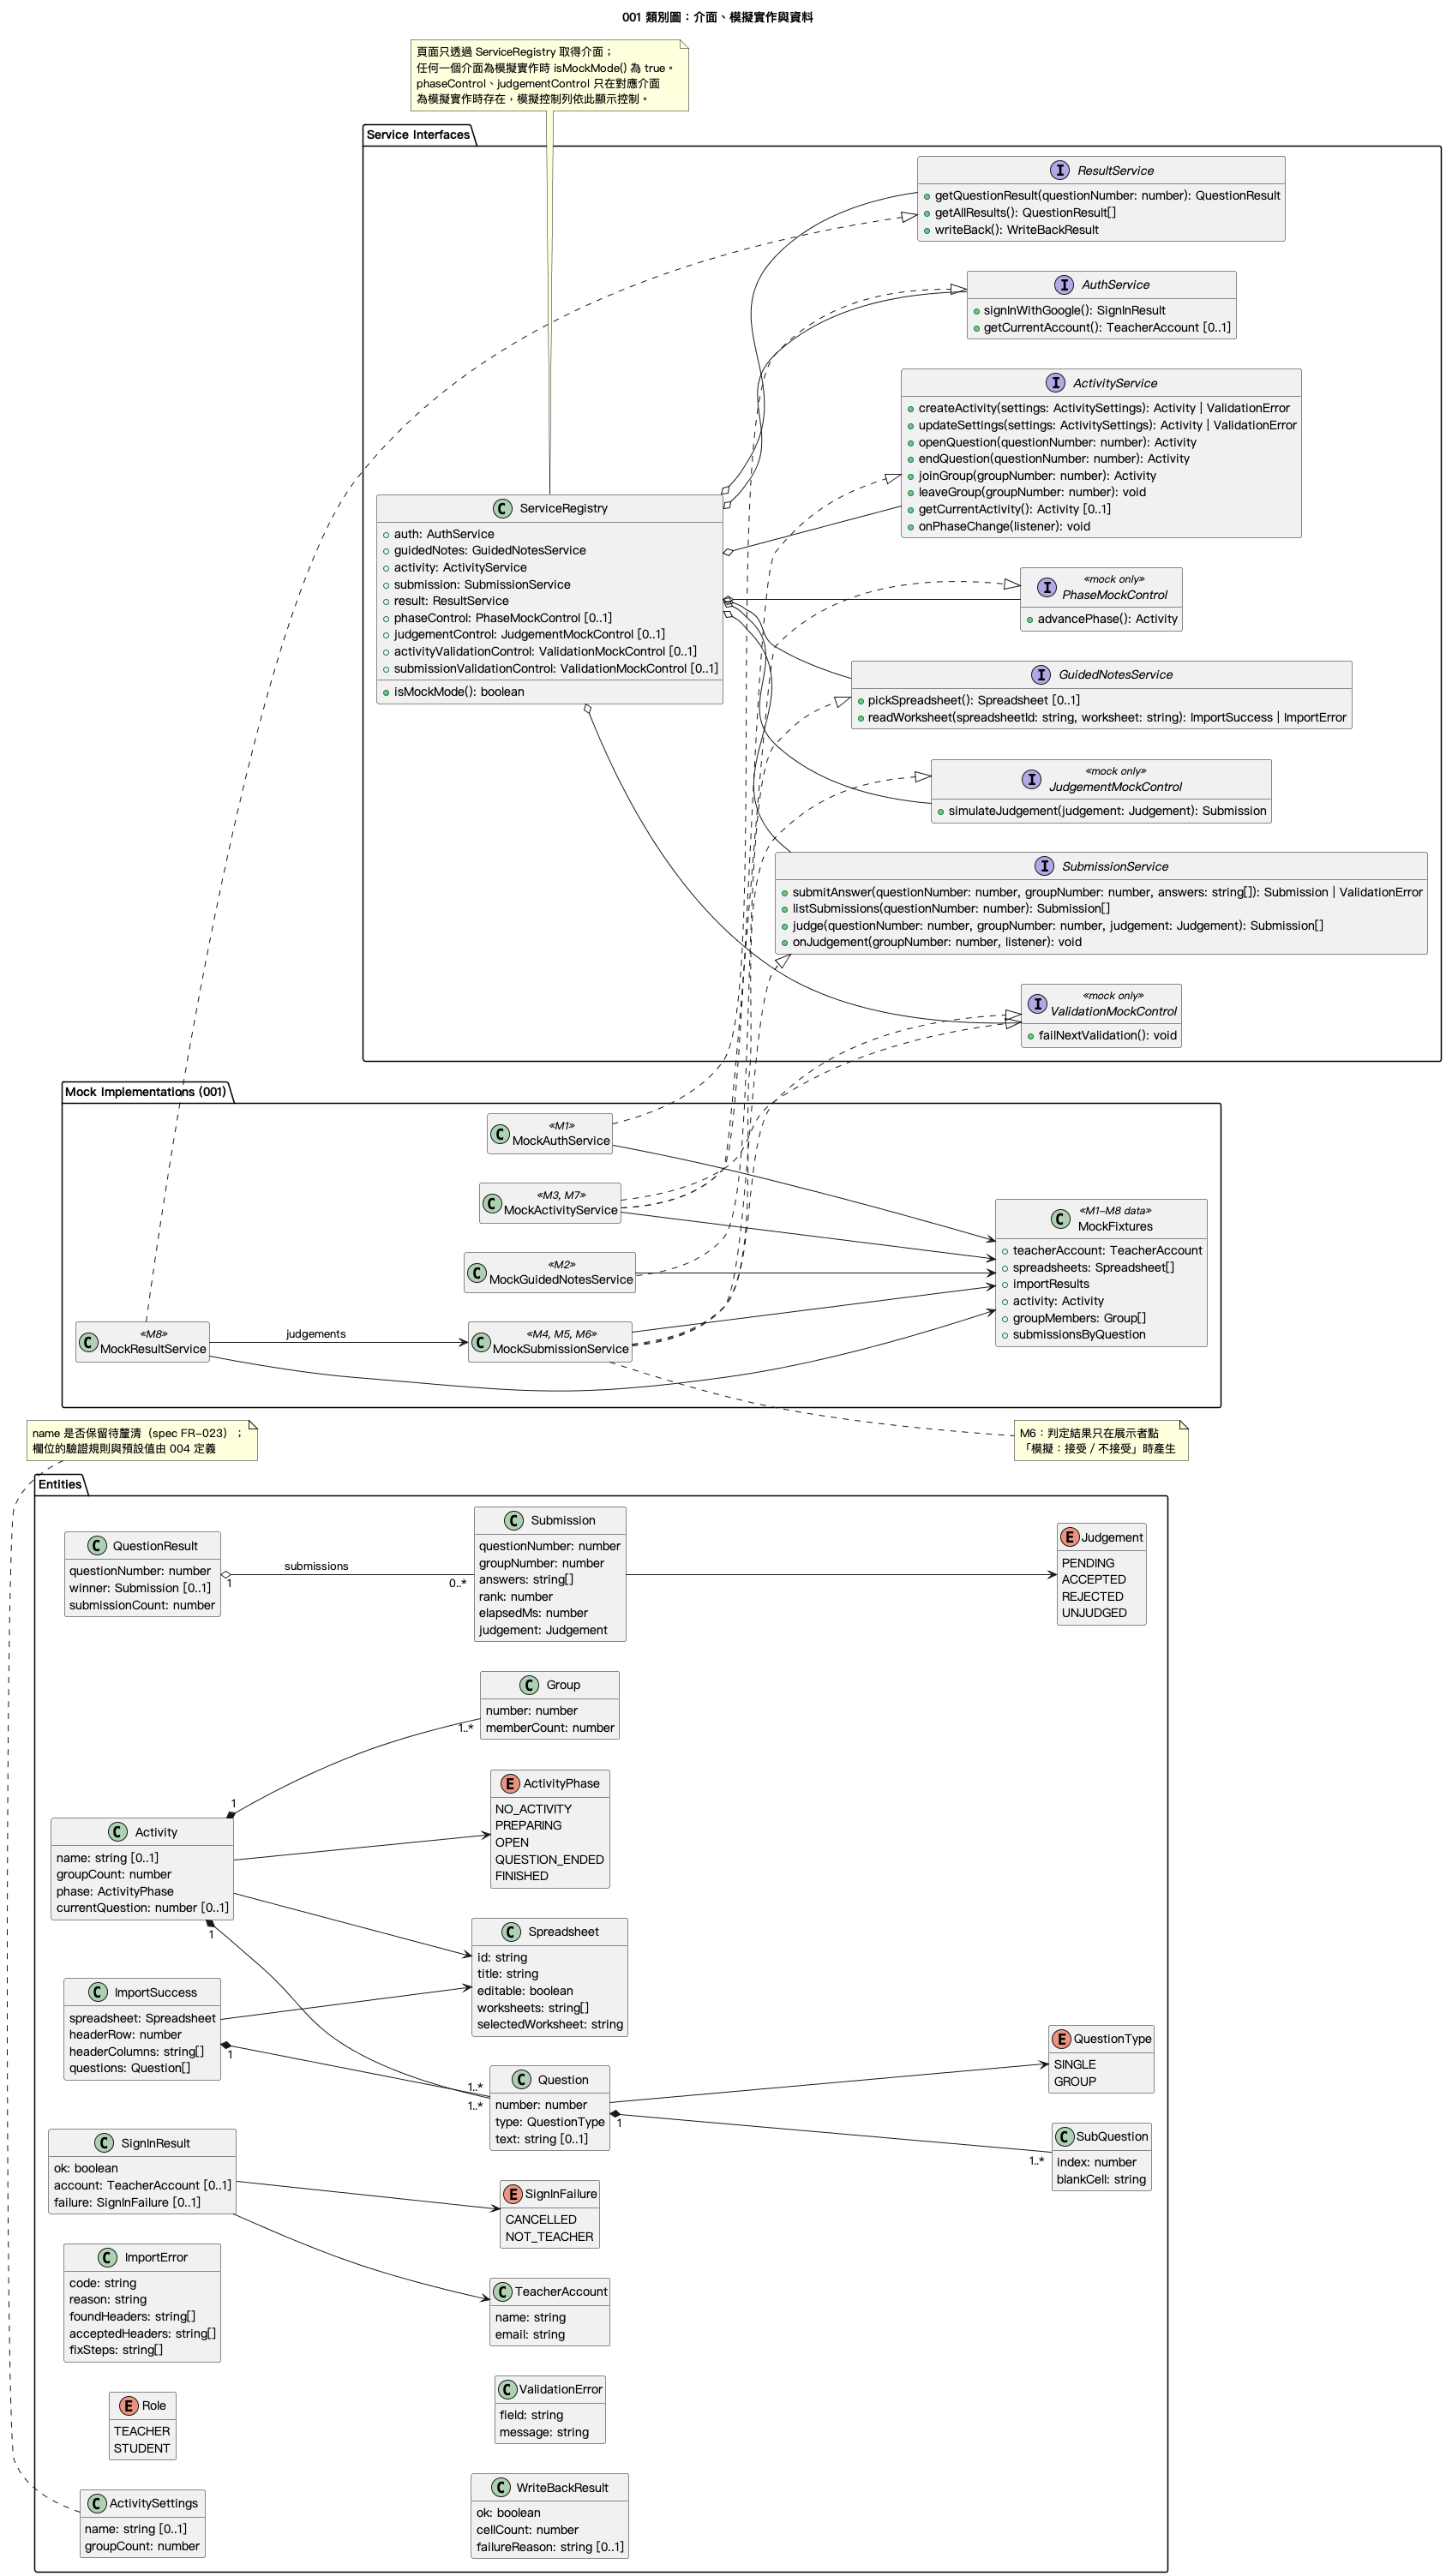 001 類別圖：介面、模擬實作與資料
頁面只透過 ServiceRegistry 取得介面；
任何一個介面為模擬實作時 isMockMode() 為 true。
phaseControl、judgementControl 只在對應介面
為模擬實作時存在，模擬控制列依此顯示控制。
Service Interfaces
ResultService
getQuestionResult(questionNumber: number): QuestionResult
getAllResults(): QuestionResult[]
writeBack(): WriteBackResult
AuthService
signInWithGoogle(): SignInResult
getCurrentAccount(): TeacherAccount [0..1]
ActivityService
createActivity(settings: ActivitySettings): Activity | ValidationError
updateSettings(settings: ActivitySettings): Activity | ValidationError
openQuestion(questionNumber: number): Activity
endQuestion(questionNumber: number): Activity
joinGroup(groupNumber: number): Activity
leaveGroup(groupNumber: number): void
getCurrentActivity(): Activity [0..1]
onPhaseChange(listener): void
ServiceRegistry
auth: AuthService
guidedNotes: GuidedNotesService
activity: ActivityService
submission: SubmissionService
result: ResultService
phaseControl: PhaseMockControl [0..1]
judgementControl: JudgementMockControl [0..1]
activityValidationControl: ValidationMockControl [0..1]
submissionValidationControl: ValidationMockControl [0..1]
isMockMode(): boolean
«mock only»
PhaseMockControl
advancePhase(): Activity
GuidedNotesService
pickSpreadsheet(): Spreadsheet [0..1]
readWorksheet(spreadsheetId: string, worksheet: string): ImportSuccess | ImportError
«mock only»
JudgementMockControl
simulateJudgement(judgement: Judgement): Submission
SubmissionService
submitAnswer(questionNumber: number, groupNumber: number, answers: string[]): Submission | ValidationError
listSubmissions(questionNumber: number): Submission[]
judge(questionNumber: number, groupNumber: number, judgement: Judgement): Submission[]
onJudgement(groupNumber: number, listener): void
«mock only»
ValidationMockControl
failNextValidation(): void
Mock Implementations (001)
«M1»
MockAuthService
«M3, M7»
MockActivityService
«M2»
MockGuidedNotesService
«M8»
MockResultService
judgements
«M4, M5, M6»
MockSubmissionService
«M1–M8 data»
MockFixtures
teacherAccount: TeacherAccount
spreadsheets: Spreadsheet[]
importResults
activity: Activity
groupMembers: Group[]
submissionsByQuestion
name 是否保留待釐清（spec FR-023）；
欄位的驗證規則與預設值由 004 定義
M6：判定結果只在展示者點
「模擬：接受 / 不接受」時產生
Entities
QuestionResult
questionNumber: number
winner: Submission [0..1]
submissionCount: number
1
submissions
0..*
Submission
questionNumber: number
groupNumber: number
answers: string[]
rank: number
elapsedMs: number
judgement: Judgement
Judgement
PENDING
ACCEPTED
REJECTED
UNJUDGED
Group
number: number
memberCount: number
1..*
1
Activity
name: string [0..1]
groupCount: number
phase: ActivityPhase
currentQuestion: number [0..1]
1
ActivityPhase
NO_ACTIVITY
PREPARING
OPEN
QUESTION_ENDED
FINISHED
Spreadsheet
id: string
title: string
editable: boolean
worksheets: string[]
selectedWorksheet: string
ImportSuccess
spreadsheet: Spreadsheet
headerRow: number
headerColumns: string[]
questions: Question[]
1
1..*
1..*
Question
number: number
type: QuestionType
text: string [0..1]
1
QuestionType
SINGLE
GROUP
1..*
SubQuestion
index: number
blankCell: string
SignInResult
ok: boolean
account: TeacherAccount [0..1]
failure: SignInFailure [0..1]
SignInFailure
CANCELLED
NOT_TEACHER
ImportError
code: string
reason: string
foundHeaders: string[]
acceptedHeaders: string[]
fixSteps: string[]
TeacherAccount
name: string
email: string
Role
TEACHER
STUDENT
ValidationError
field: string
message: string
ActivitySettings
name: string [0..1]
groupCount: number
WriteBackResult
ok: boolean
cellCount: number
failureReason: string [0..1]